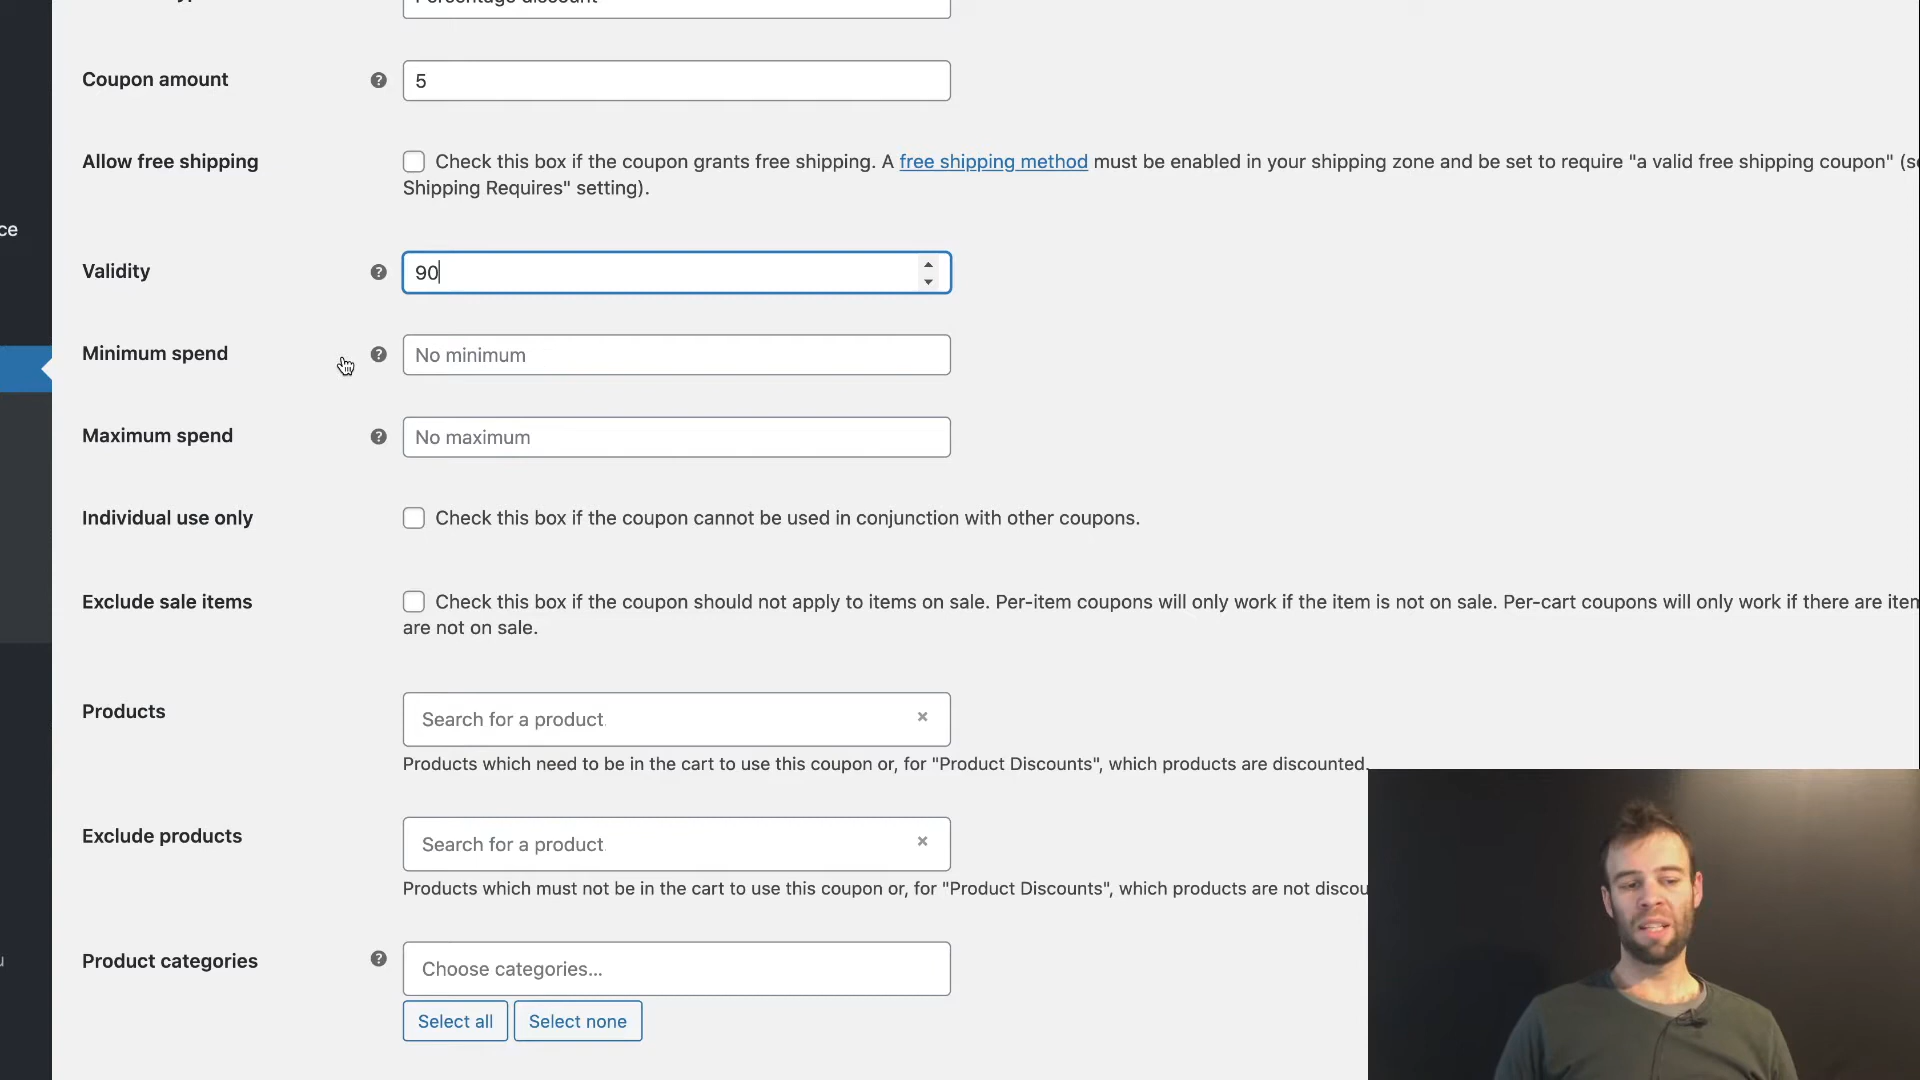 Percentage discount
Coupon amount
5
Allow free shipping
Check this box if the coupon grants free shipping. A free shipping method must be enabled in your shipping zone and be set to require "a valid free shipping coupon"
Shipping Requires" setting).
ce
Validity
90
Minimum spend
No minimum
Maximum spend
No maximum
Individual use only
Check this box if the coupon cannot be used in conjunction with other coupons.
Exclude sale items
Check this box if the coupon should not apply to items on sale. Per-item coupons will only work if the item is not on sale. Per-cart coupons will only work if there are
are not on sale.
Products
Search for a product
Products which need to be in the cart to use this coupon or, for "Product Discounts", which products are discounted.
Exclude products
Search for a product
Products which must not be in the cart to use this coupon or, for "Product Discounts", which products are not
Product categories
Choose categories...
Select all
Select none